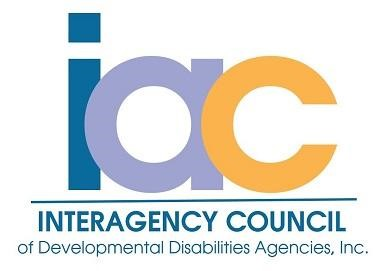 iac
INTERAGENCY COUNCIL
of Developmental Disabilities Agencies, Inc.